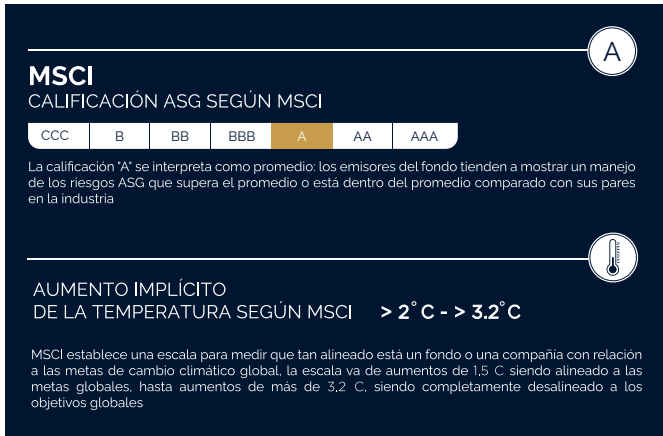 A
MSCI
CALIFICACIÓN ASG SEGÚN MSCI
CCC B BB BBB A AA AAA
La calificación "A" se interpreta como promedio: los emisores del fondo tienden a mostrar un manejo
de los riesgos ASG que supera el promedio o está dentro del promedio comparado con sus pares
en la industria
AUMENTO IMPLÍCITO
DE LA TEMPERATURA SEGÚN MSCI > 2°C - > 3.2°C
MSCI establece una escala para medir que tan alineado está un fondo o una compañía con relación
a las metas de cambio climático global, la escala va de aumentos de 1,5 C siendo alineado a las
metas globales, hasta aumentos de más de 3,2 C, siendo completamente desalineado a los
objetivos globales